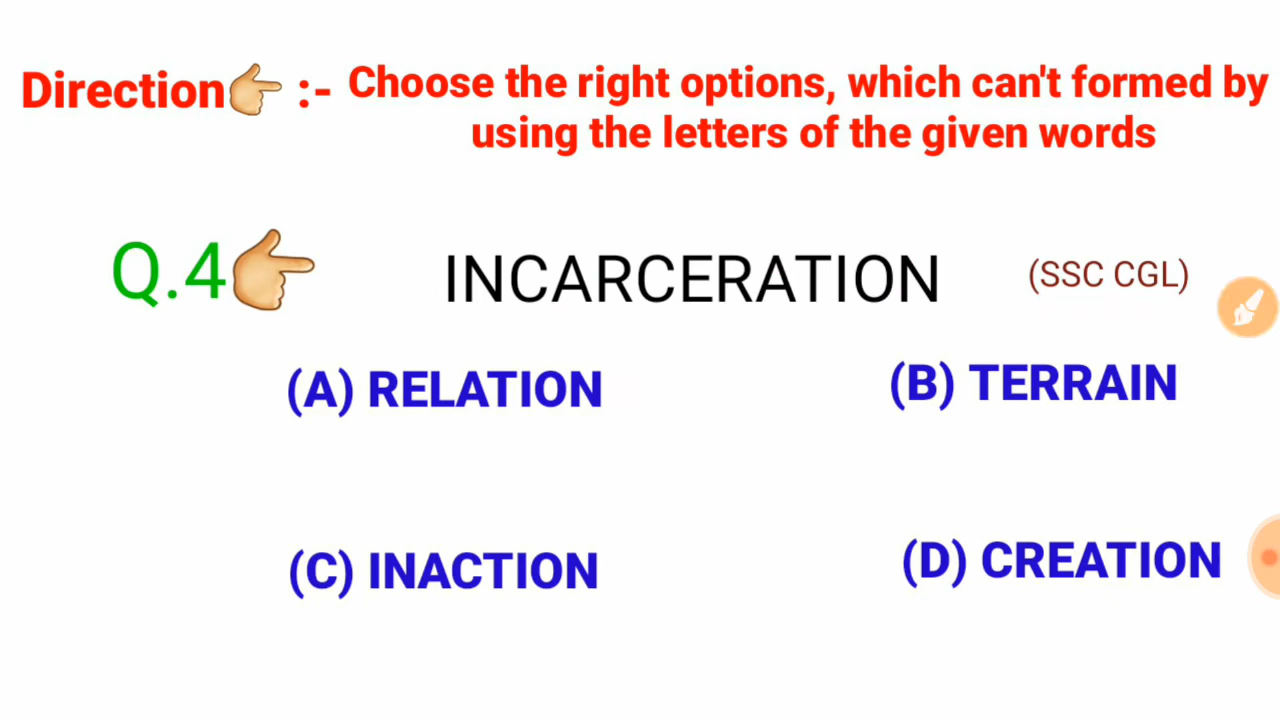 Direction👉 :- Choose the right options, which can't formed by
using the letters of the given words
Q.4👉 INCARCERATION (SSC CGL)
(A) RELATION (B) TERRAIN
(C) INACTION (D) CREATION